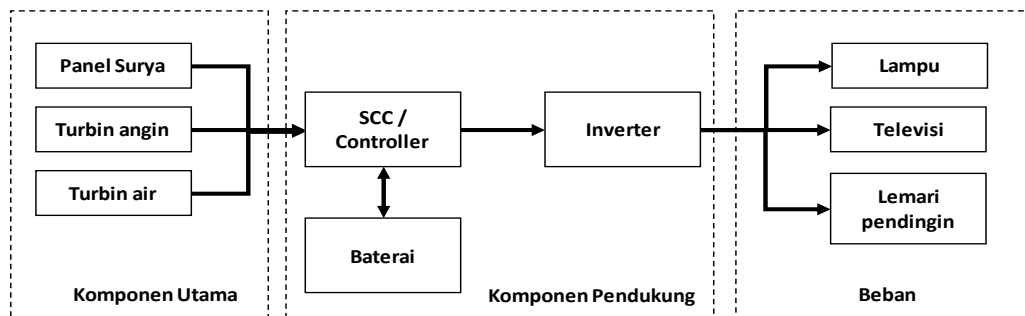 Panel Surya
Turbin angin
Turbin air
Komponen Utama
SCC /
Controller
Baterai
Inverter
Komponen Pendukung
Lampu
Televisi
Lemari
pendingin
Beban